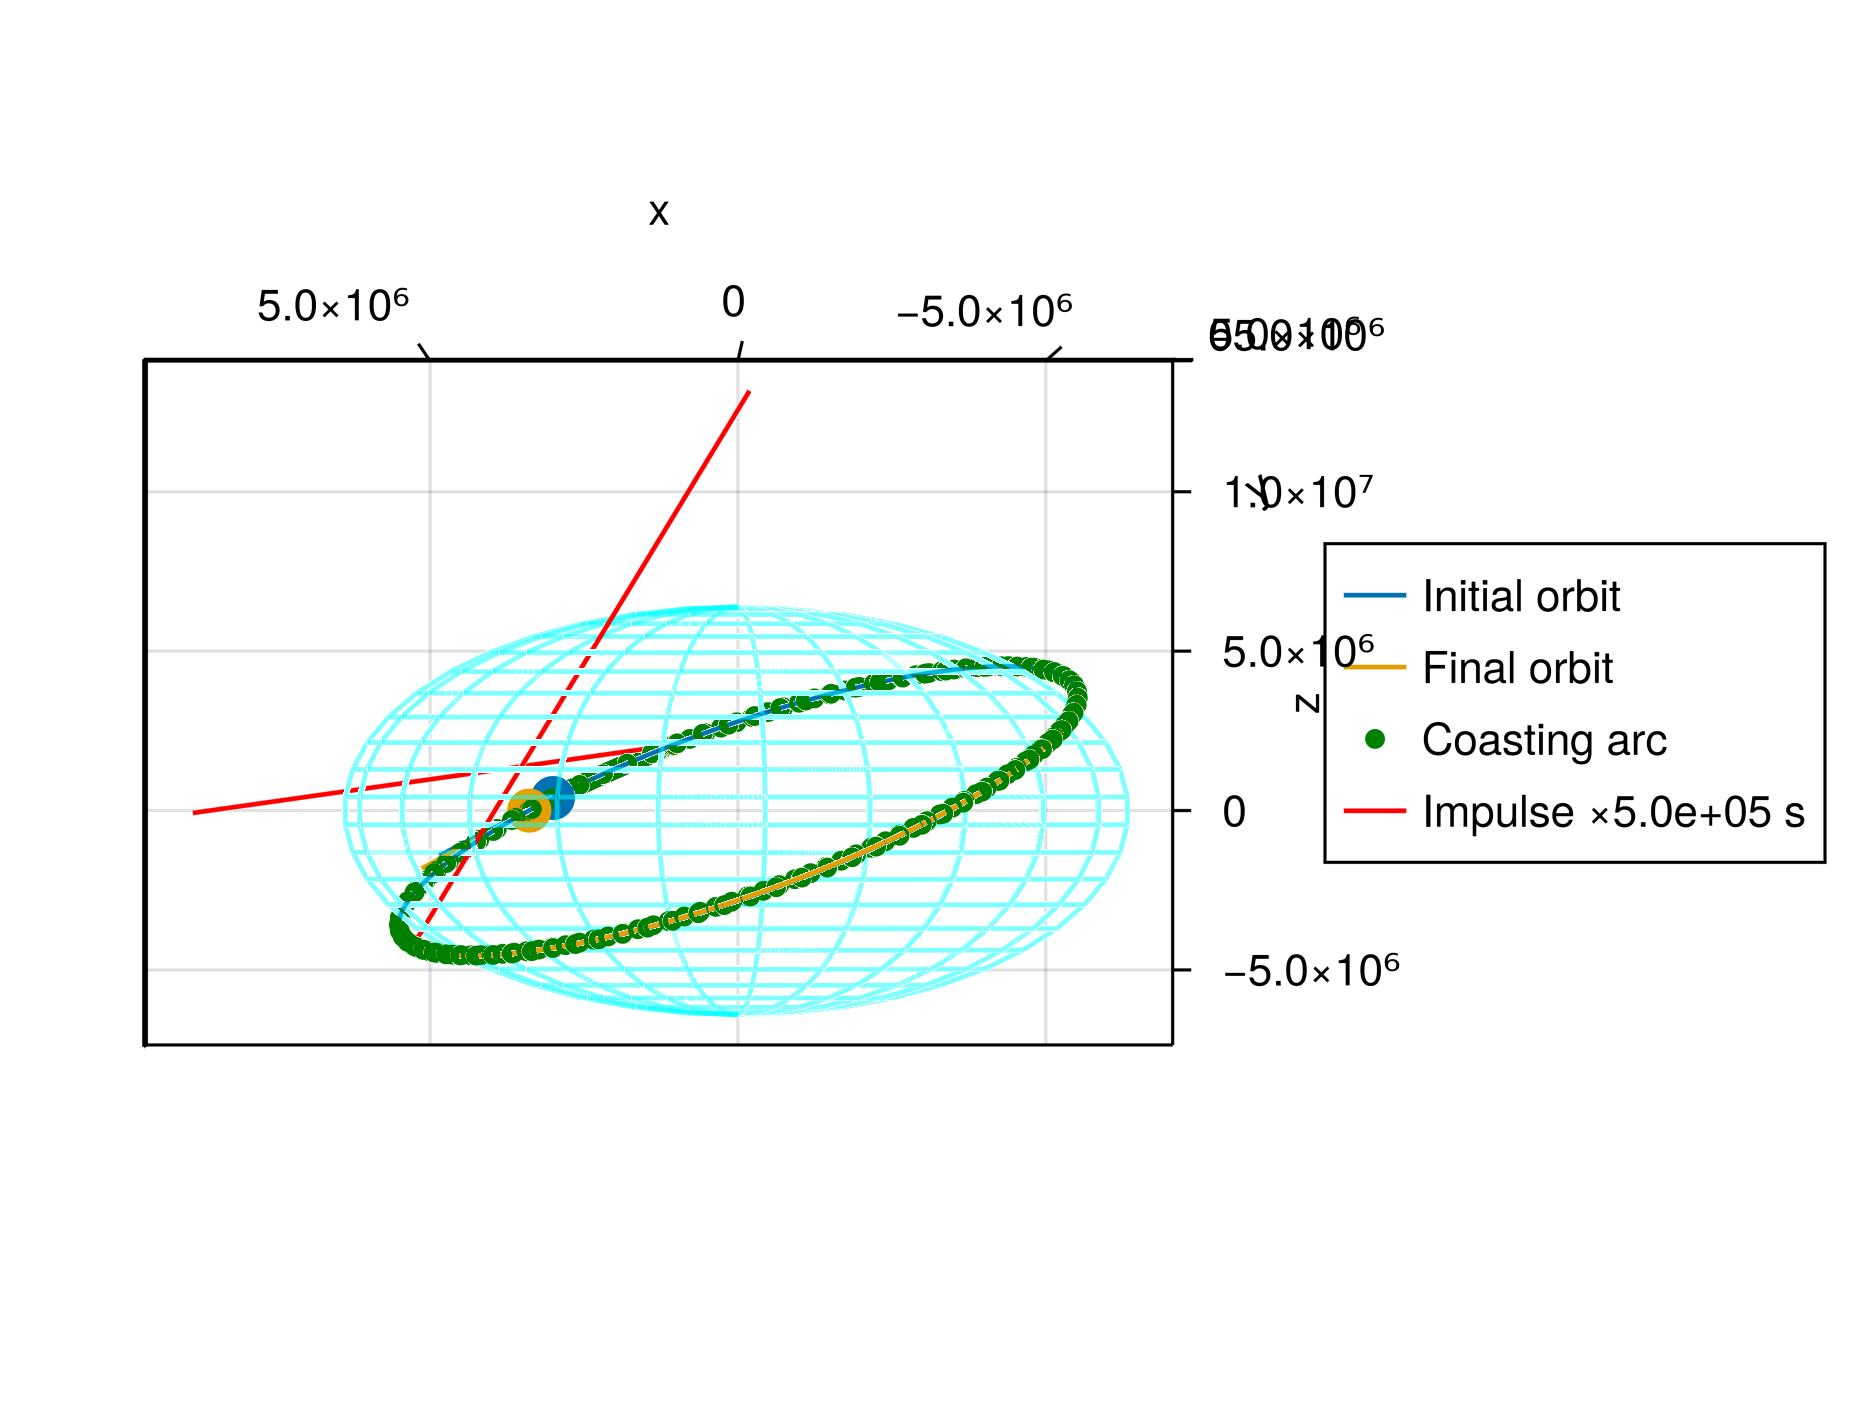 x
5.0×10⁶
0
−5.0×10⁶
1.0×10⁷
y
5.0×10⁶
z
0
−5.0×10⁶
Initial orbit
Final orbit
Coasting arc
Impulse ×5.0e+05 s